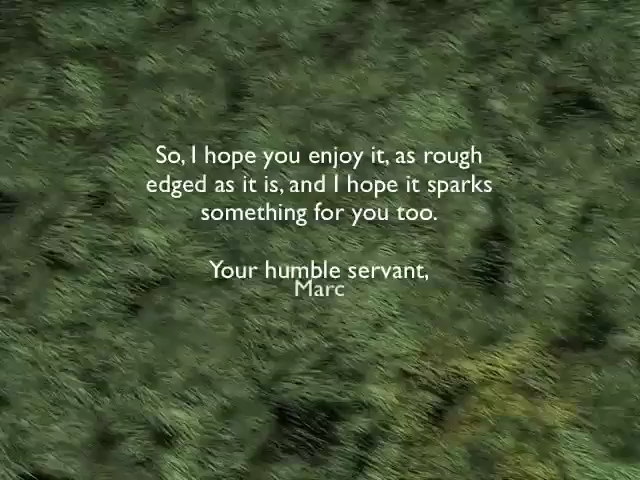 So, I hope you enjoy it, as rough
edged as it is, and I hope it sparks
something for you too.
Your humble servant,
Marc